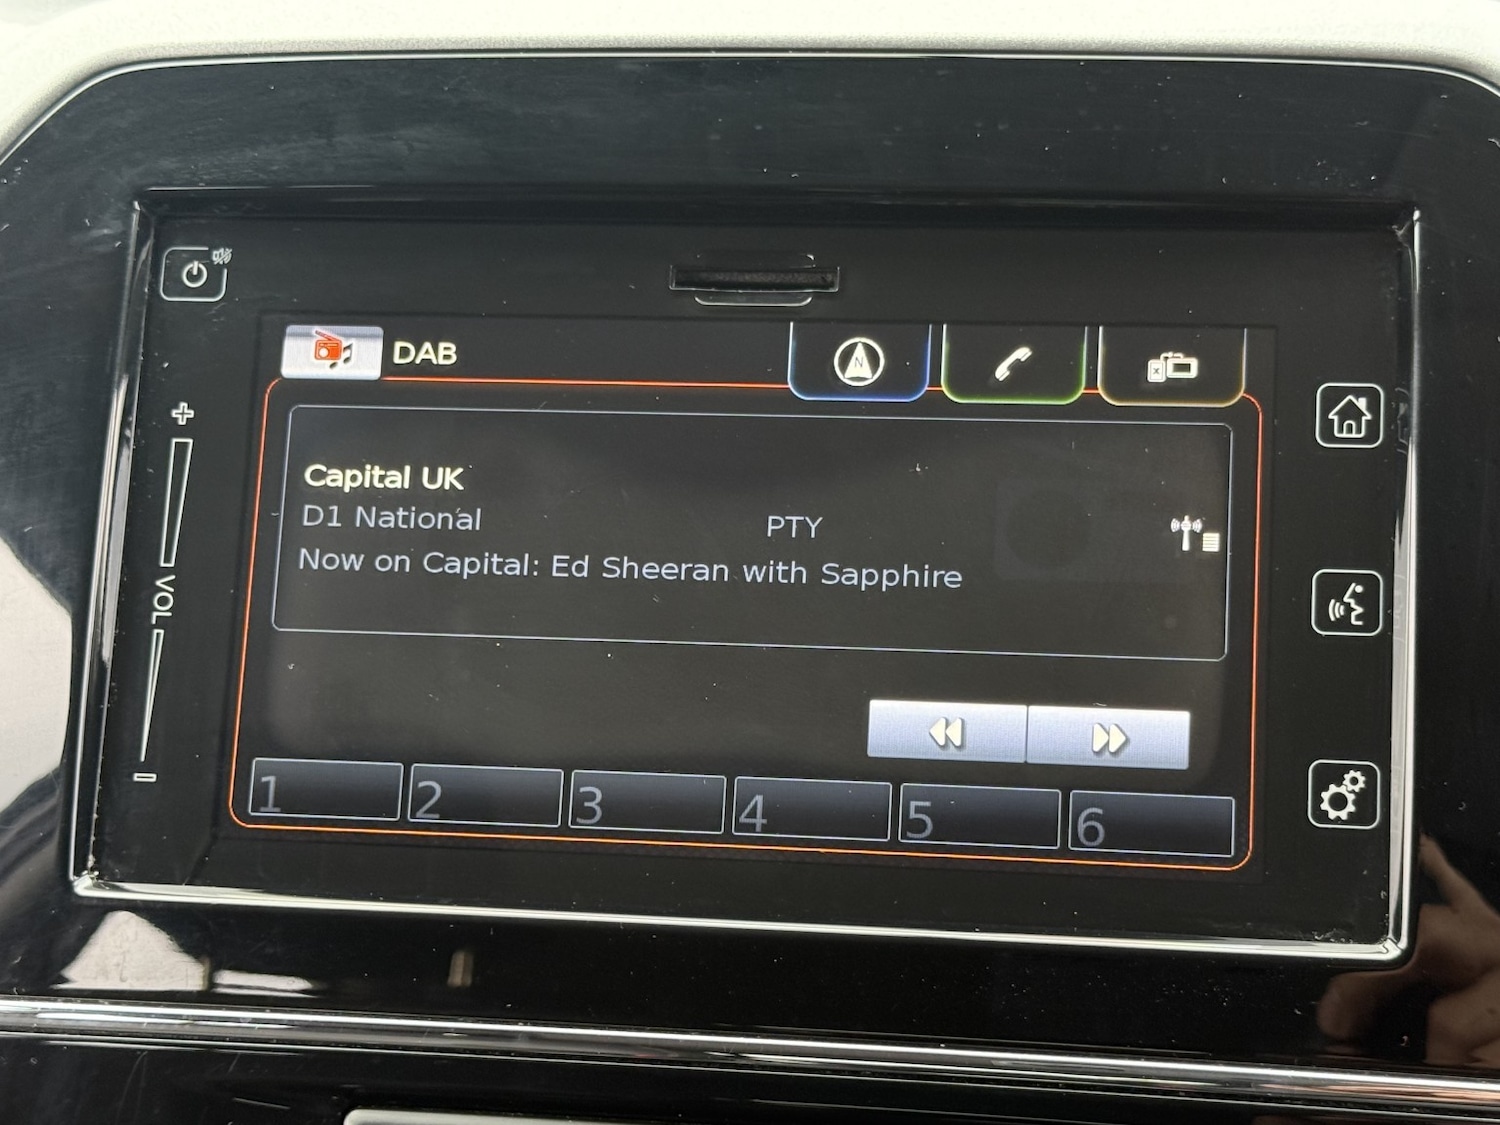 DAB
N
+
Capital UK
D1 National PTY
Now on Capital: Ed Sheeran with Sapphire
VOL
-
1 2 3 4 5 6